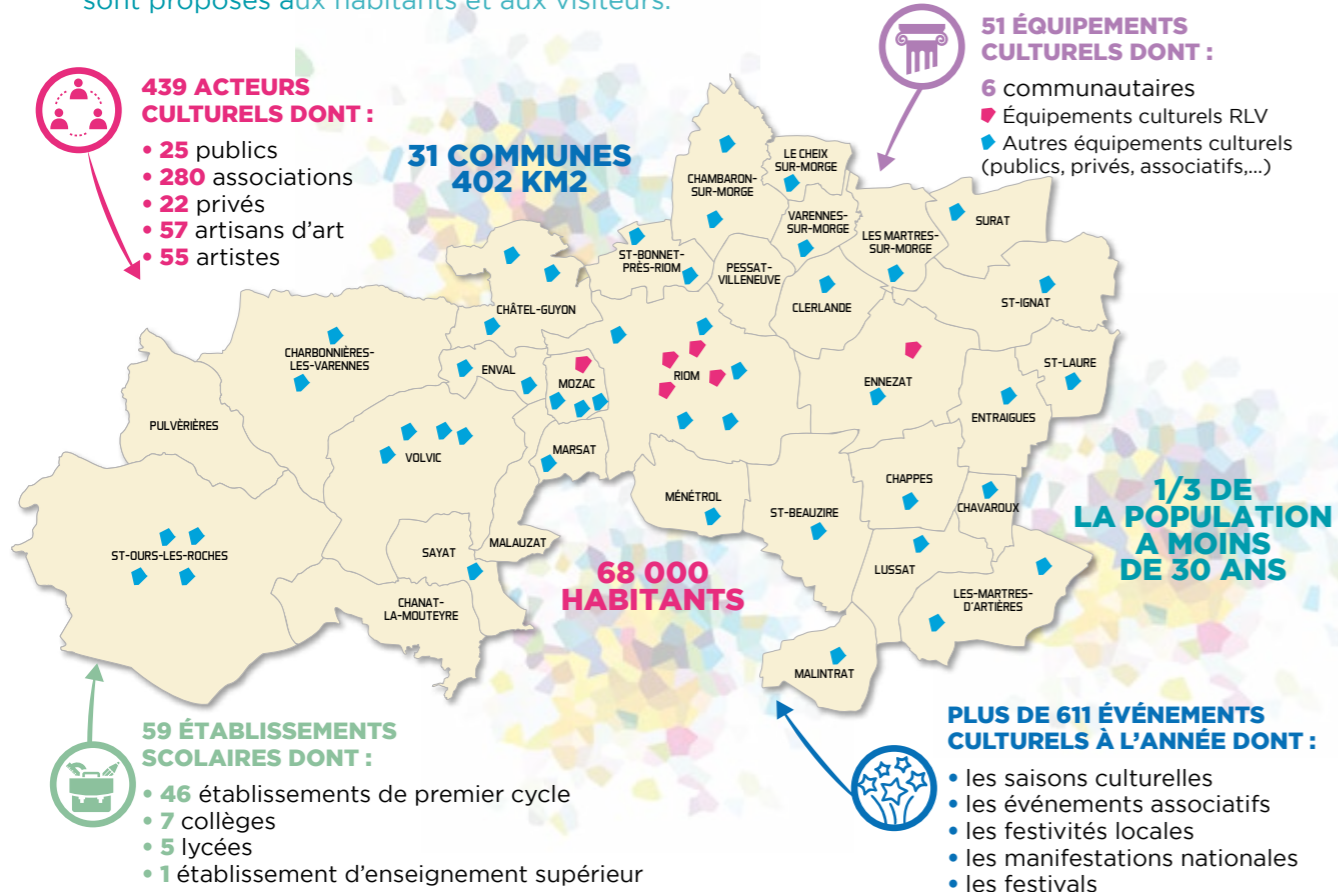 sont proposés aux habitants et aux visiteurs.
439 ACTEURS
CULTURELS DONT :
• 25 publics
• 280 associations
• 22 privés
• 57 artisans d'art
• 55 artistes
31 COMMUNES
402 KM2
51 ÉQUIPEMENTS
CULTURELS DONT :
6 communautaires
Équipements culturels RLV
Autres équipements culturels
(publics, privés, associatifs,...)
CHAMBARON-
SUR-MORGE
LE CHEIX
SUR-MORGE
VARENNES-
SUR-MORGE
LES MARTRES-
SUR-MORGE
SURAT
ST-BONNET-
PRÈS-RIOM
PESSAT-
VILLENEUVE
CLERLANDE
ST-IGNAT
CHÂTEL-GUYON
CHARBONNIÈRES-
LES-VARENNES
ENVAL
MOZAC
RIOM
ENNEZAT
ST-LAURE
ENTRAIGUES
PULVÈRIÈRES
VOLVIC
MARSAT
MÉNÉTROL
ST-BEAUZIRE
CHAPPES
CHAVAROUX
ST-OURS-LES-ROCHES
SAYAT
MALAUZAT
LUSSAT
CHANAT-
LA-MOUTEYRE
LES-MARTRES-
D'ARTIÈRES
MALINTRAT
1/3 DE
LA POPULATION
A MOINS
DE 30 ANS
68 000
HABITANTS
59 ÉTABLISSEMENTS
SCOLAIRES DONT :
• 46 établissements de premier cycle
• 7 collèges
• 5 lycées
• 1 établissement d'enseignement supérieur
PLUS DE 611 ÉVÉNEMENTS
CULTURELS À L'ANNÉE DONT :
• les saisons culturelles
• les événements associatifs
• les festivités locales
• les manifestations nationales
• les festivals